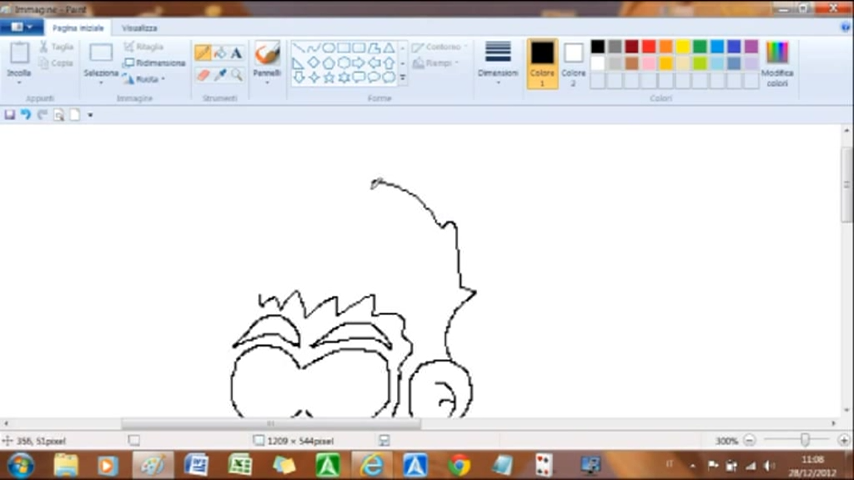 Immagine - Paint
Pagina iniziale Visualizza
Incolla
Taglia
Copia
Appunti
Selezione
Ritaglia
Ridimensiona
Ruota
Immagine
A
Strumenti
Pennelli
Contorno
Riempi
Forme
Dimensioni
Colore 1
Colore 2
Modifica colori
Colori
356, 51pixel
1209 × 544pixel
300%
IT
11:08
28/12/2012